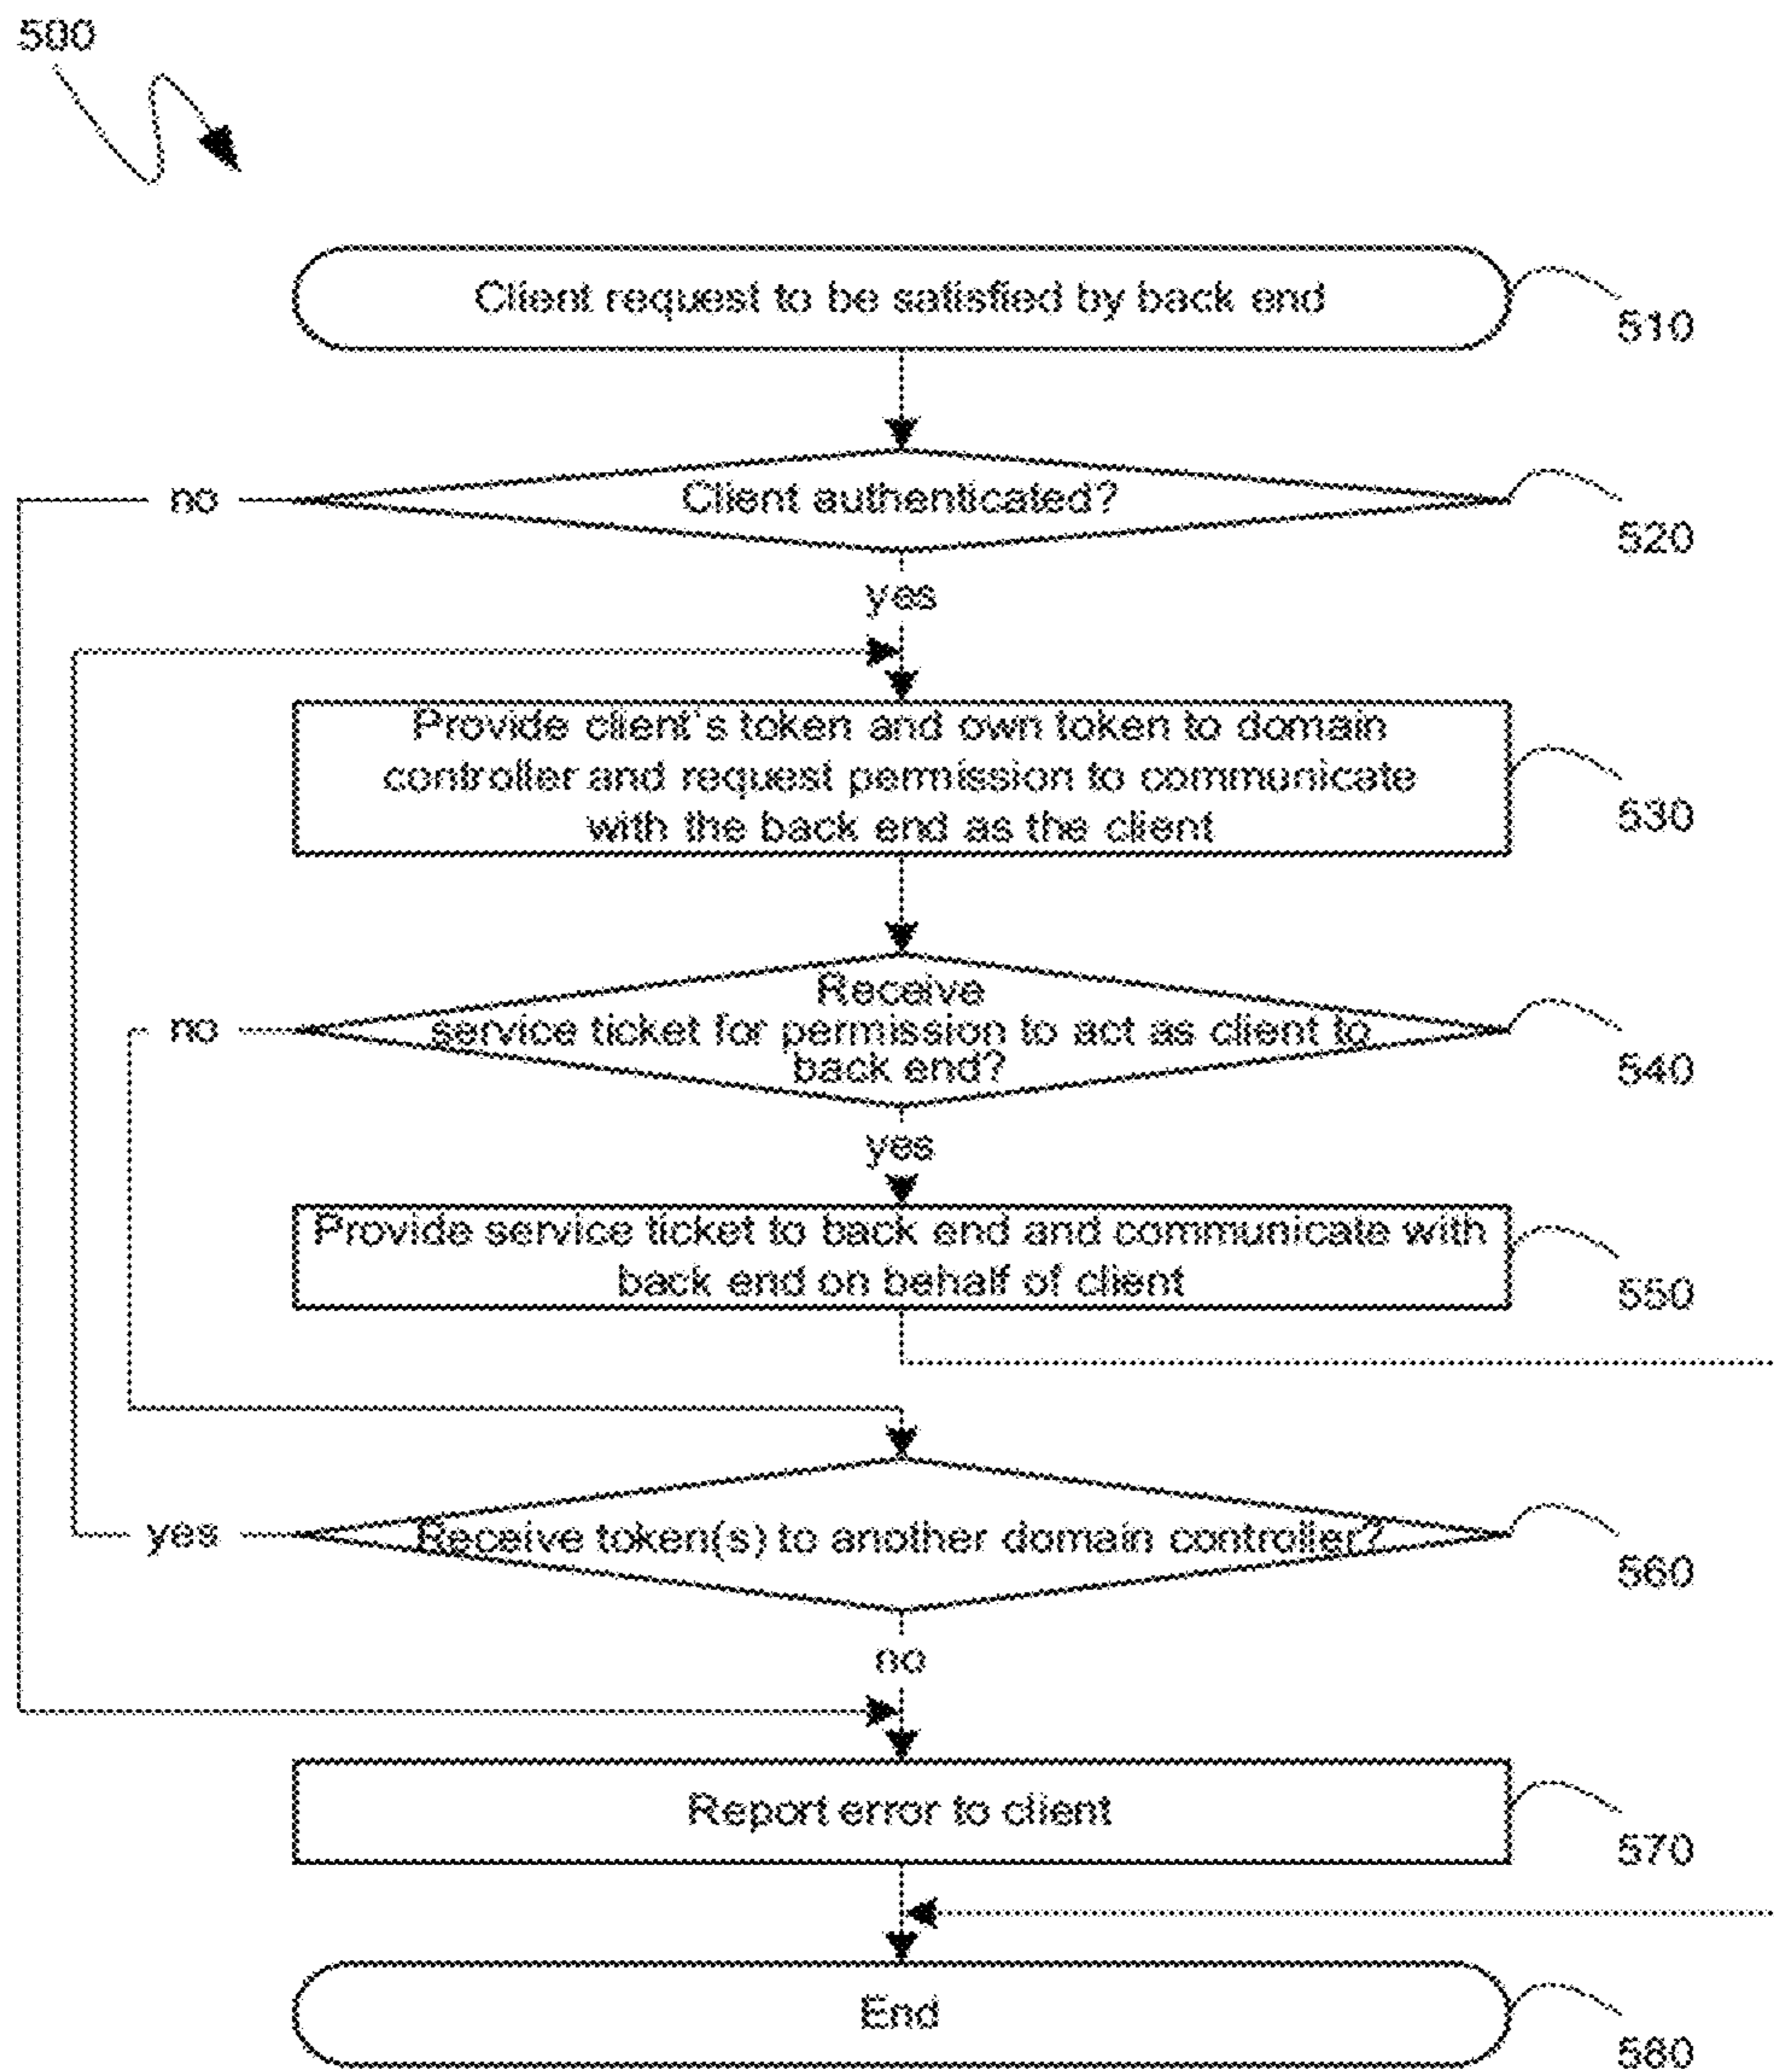 500
Client request to be satisfied by back end
510
Client authenticated?
no
520
yes
Provide client's token and own token to domain
controller and request permission to communicate
with the back end as the client
530
Receive
service ticket for permission to act as client to
back end?
no
540
yes
Provide service ticket to back end and communicate with
back end on behalf of client
550
Receive token(s) to another domain controller?
yes
560
no
Report error to client
570
End
580